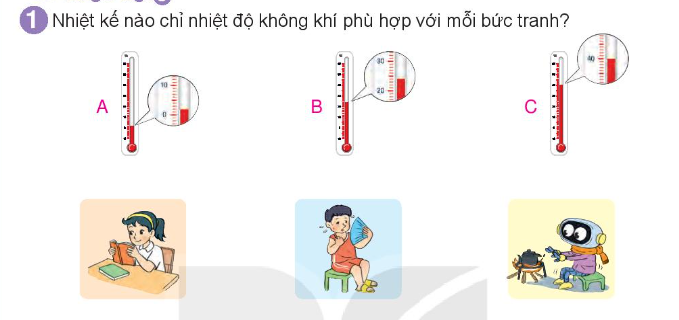 1 Nhiệt kế nào chỉ nhiệt độ không khí phù hợp với mỗi bức tranh?
A
10
0
B
30
20
C
40